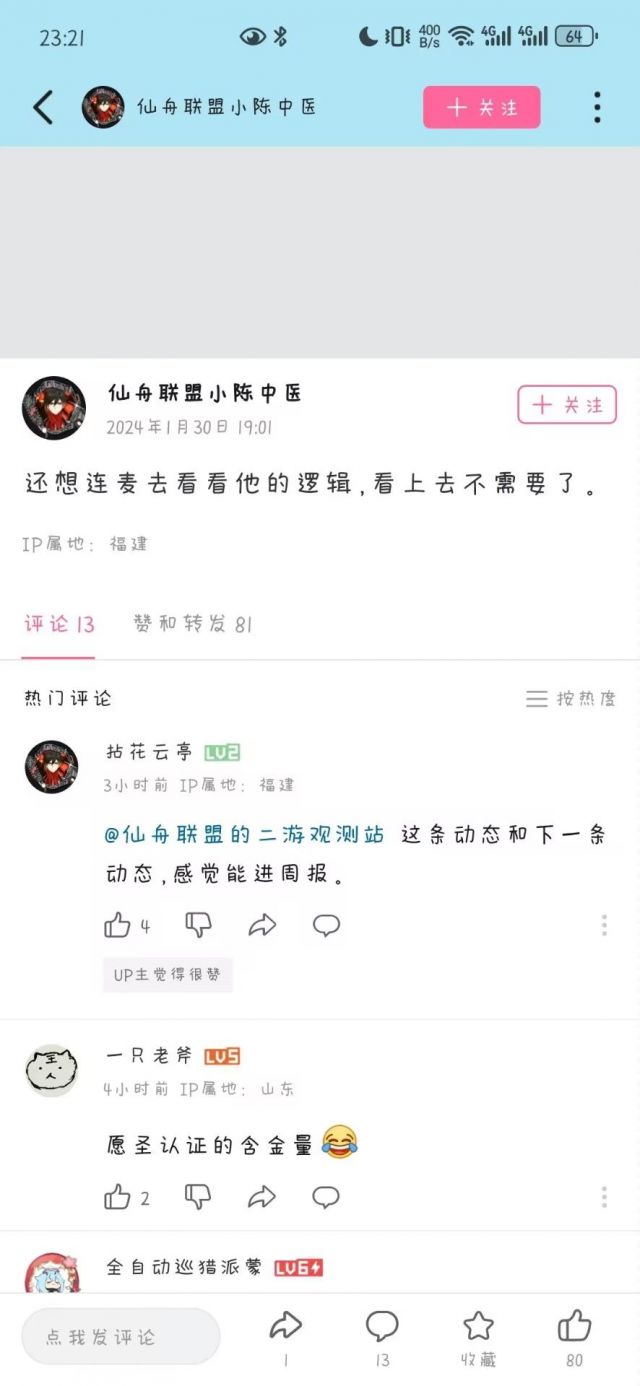 23:21
400 B/s 4G 4G 64
仙舟联盟小陈中医
关注
仙舟联盟小陈中医
2024年1月30日 19:01
关注
还想连麦去看看他的逻辑,看上去不需要了。
IP属地: 福建
评论 13 赞和转发 81
热门评论 按热度
拈花云亭 LV2
3小时前 IP属地: 福建
@仙舟联盟的二游观测站 这条动态和下一条
动态,感觉能进周报。
4
UP主觉得很赞
一R老斧 LV5
4小时前 IP属地: 山东
愿圣认证的含金量
2
全自动巡猎派蒙 LV6
点我发评论
1 13 收藏 80